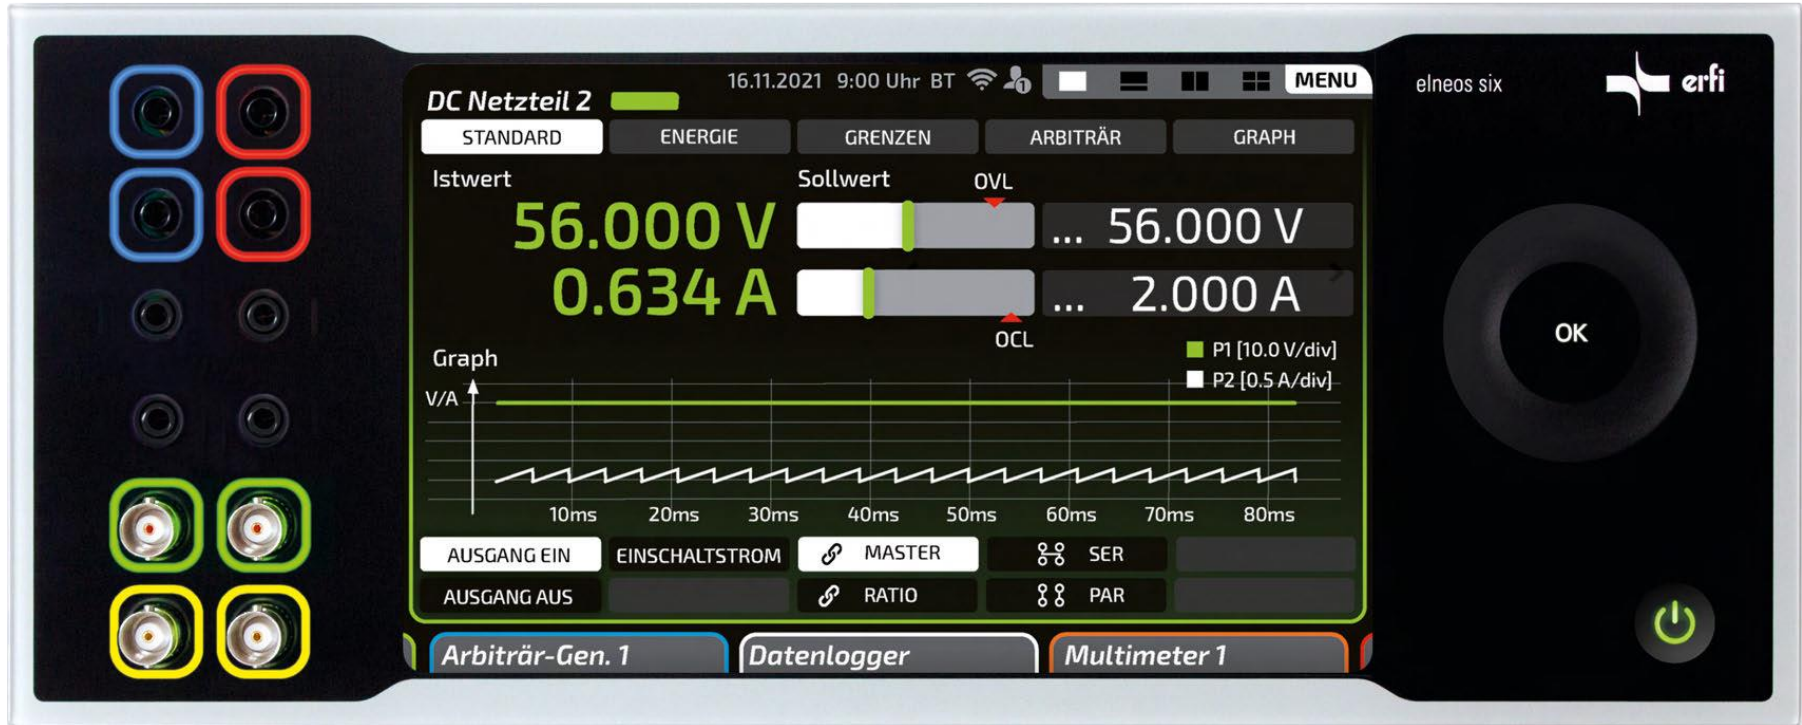 16.11.2021 9:00 Uhr BT
1
MENU
elneos six
erfi
DC Netzteil 2
STANDARD ENERGIE GRENZEN ARBITRÄR GRAPH
Istwert Sollwert OVL
56.000 V ... 56.000 V
0.634 A ... 2.000 A
OCL
OK
Graph
P1 [10.0 V/div]
P2 [0.5 A/div]
V/A
10ms 20ms 30ms 40ms 50ms 60ms 70ms 80ms
AUSGANG EIN EINSCHALTSTROM MASTER SER
AUSGANG AUS RATIO PAR
Arbiträr-Gen. 1 Datenlogger Multimeter 1